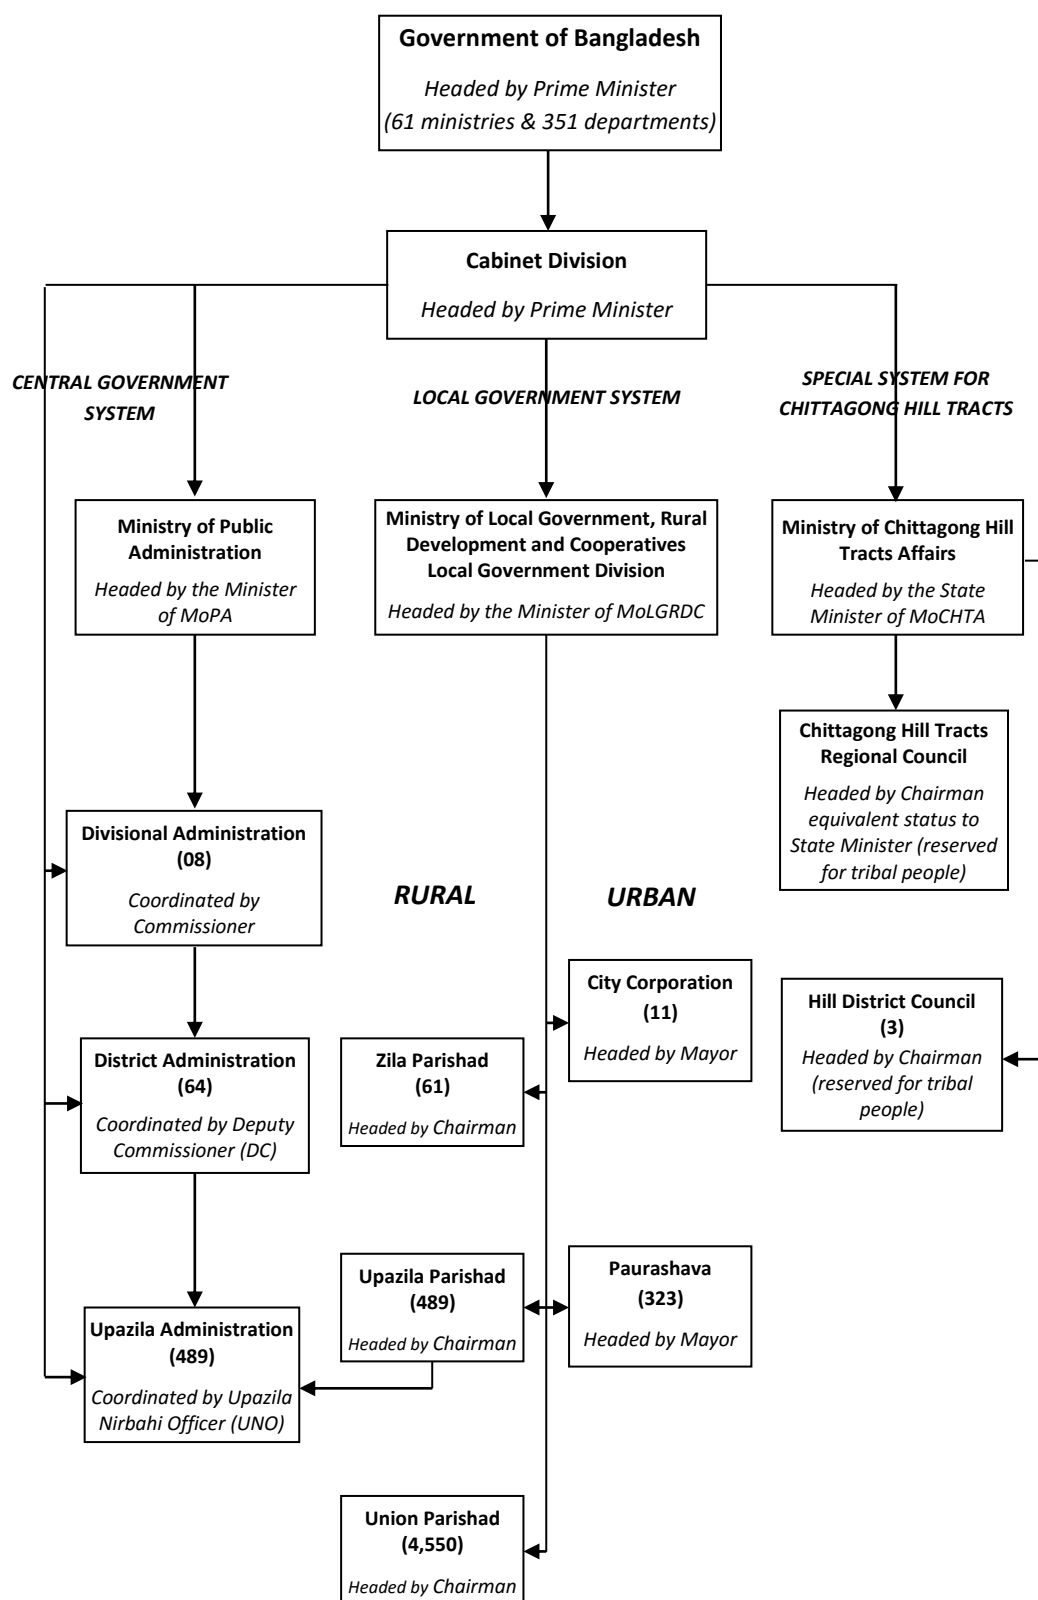 Government of Bangladesh
Headed by Prime Minister
(61 ministries & 351 departments)
Cabinet Division
Headed by Prime Minister
CENTRAL GOVERNMENT
SYSTEM
LOCAL GOVERNMENT SYSTEM
SPECIAL SYSTEM FOR
CHITTAGONG HILL TRACTS
Ministry of Public
Administration
Headed by the Minister
of MoPA
Ministry of Local Government, Rural
Development and Cooperatives
Local Government Division
Headed by the Minister of MoLGRDC
Ministry of Chittagong Hill
Tracts Affairs
Headed by the State
Minister of MoCHTA
Chittagong Hill Tracts
Regional Council
Headed by Chairman
equivalent status to
State Minister (reserved
for tribal people)
Divisional Administration
(08)
Coordinated by
Commissioner
RURAL
URBAN
City Corporation
(11)
Headed by Mayor
Hill District Council
(3)
Headed by Chairman
(reserved for tribal
people)
District Administration
(64)
Coordinated by Deputy
Commissioner (DC)
Zila Parishad
(61)
Headed by Chairman
Upazila Parishad
(489)
Headed by Chairman
Paurashava
(323)
Headed by Mayor
Upazila Administration
(489)
Coordinated by Upazila
Nirbahi Officer (UNO)
Union Parishad
(4,550)
Headed by Chairman